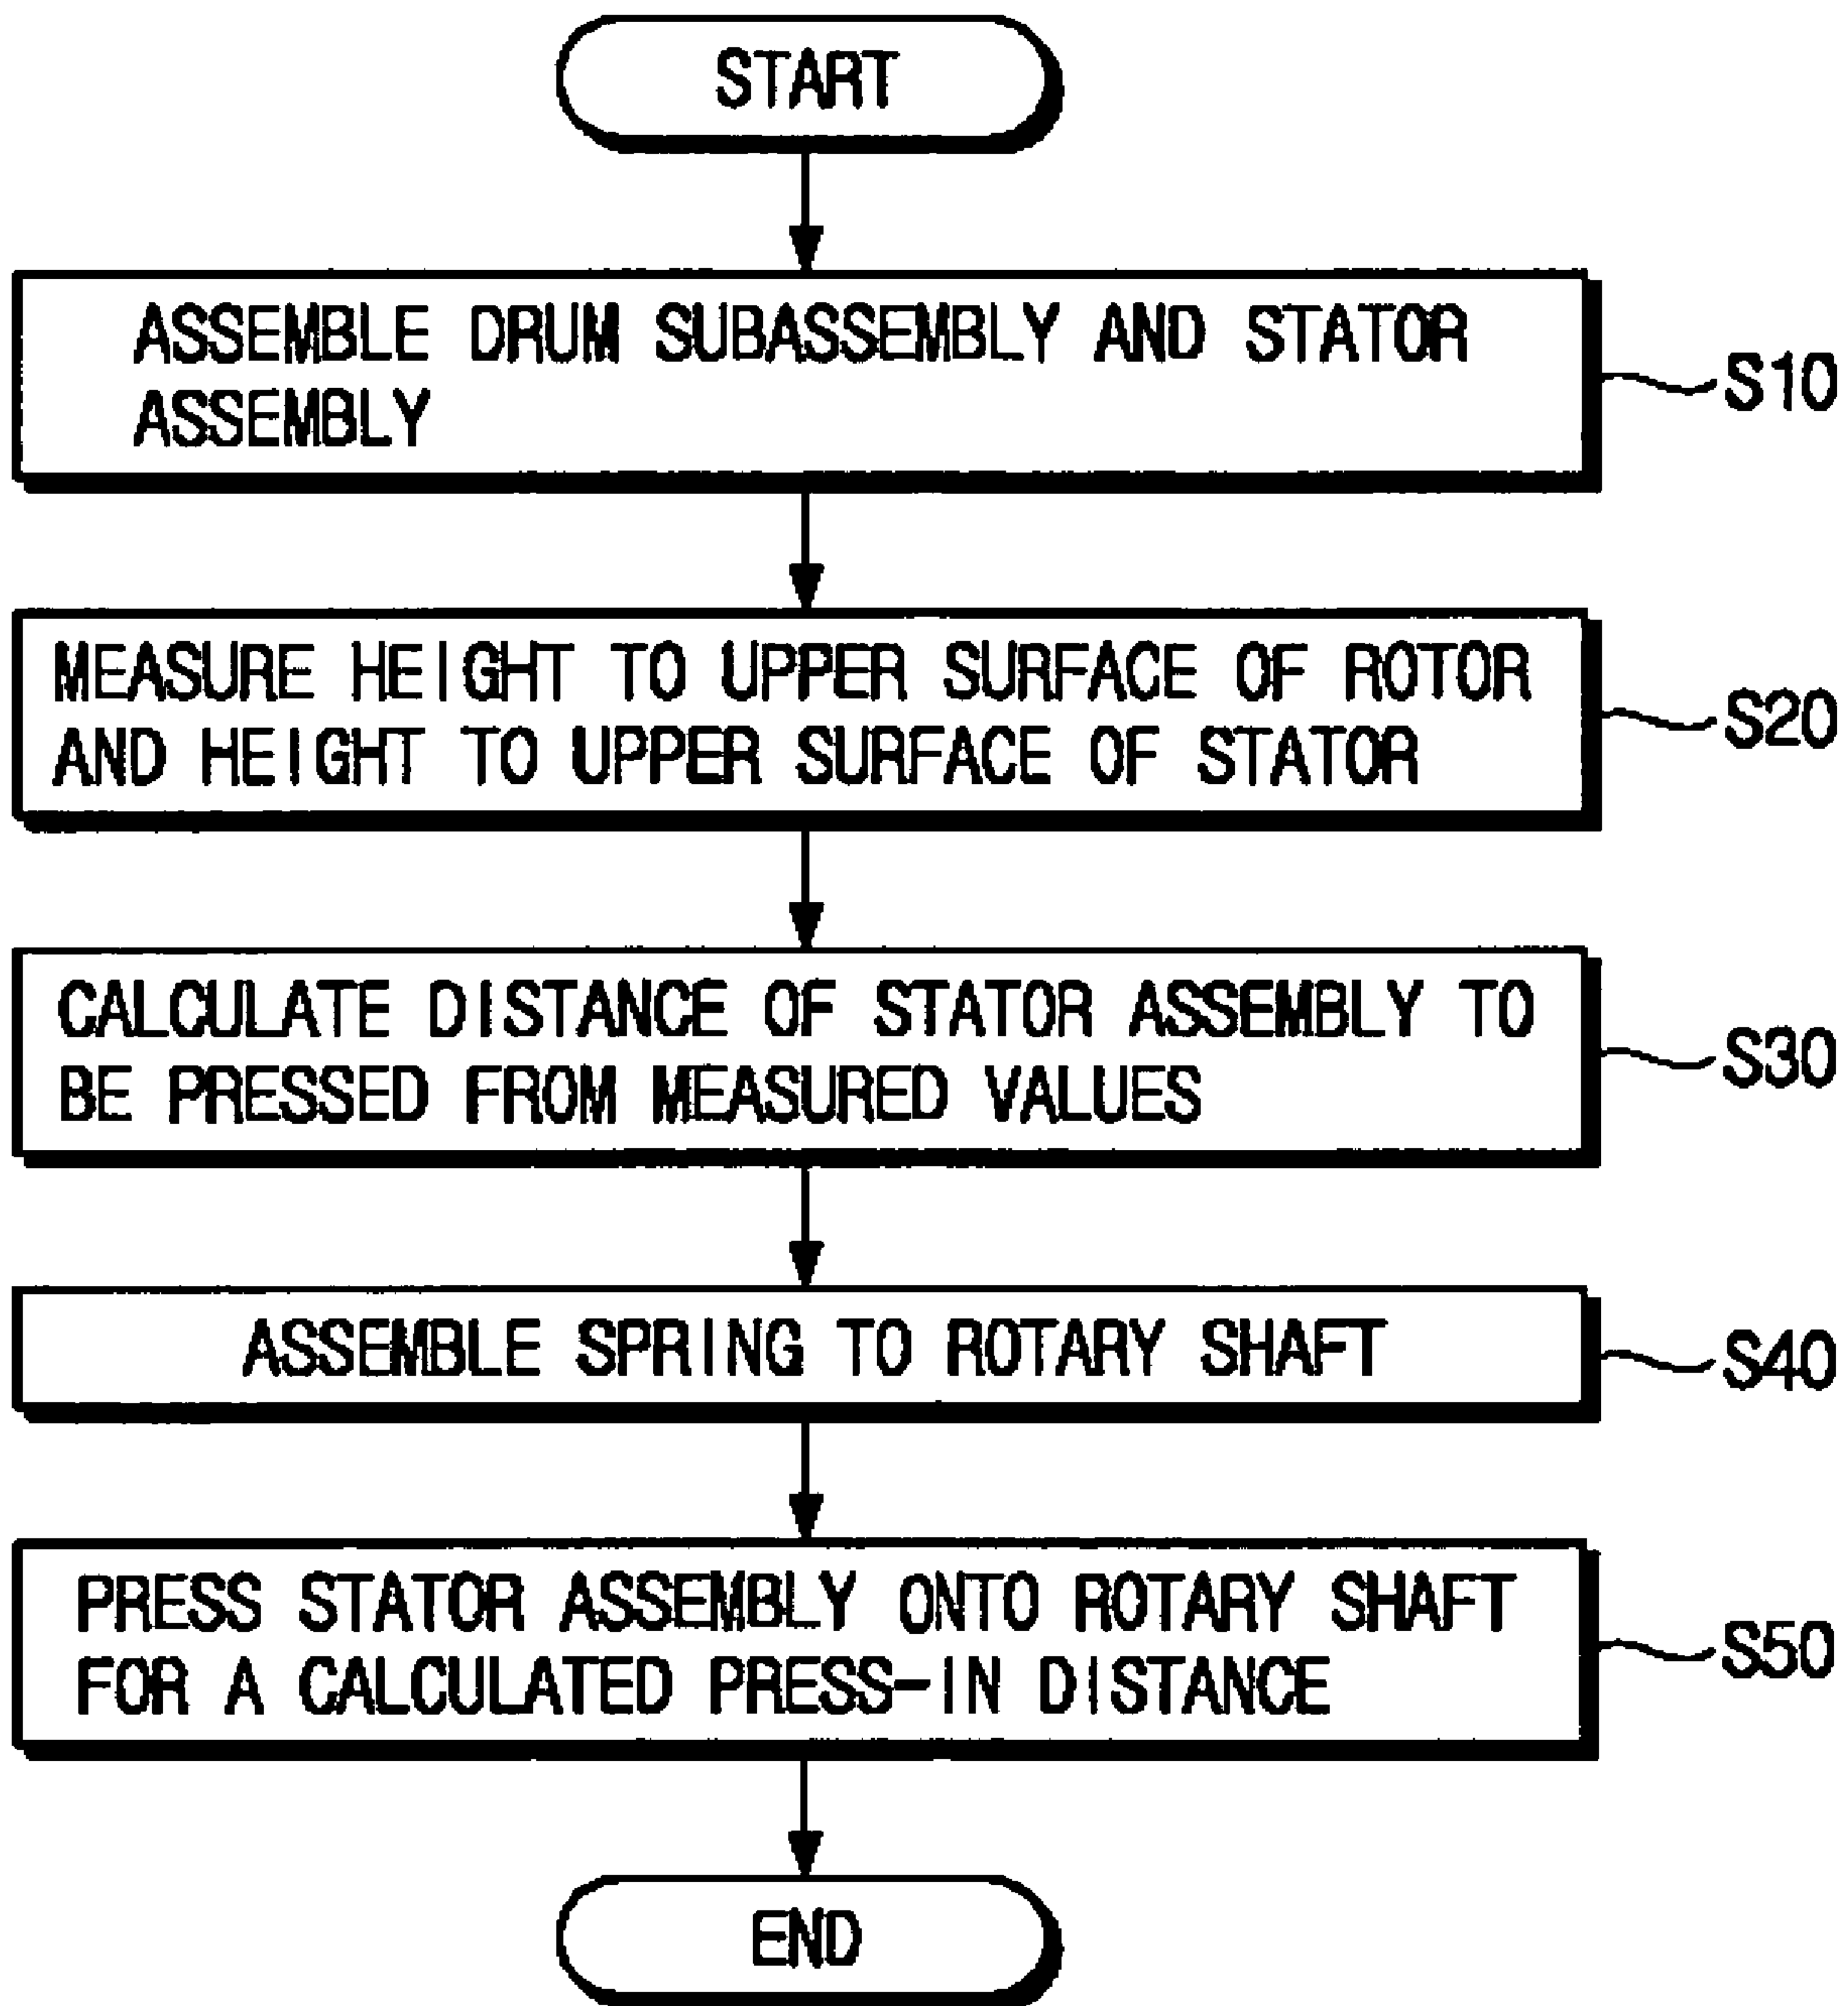 START
ASSEMBLE DRUM SUBASSEMBLY AND STATOR
ASSEMBLY
S10
MEASURE HEIGHT TO UPPER SURFACE OF ROTOR
AND HEIGHT TO UPPER SURFACE OF STATOR
S20
CALCULATE DISTANCE OF STATOR ASSEMBLY TO
BE PRESSED FROM MEASURED VALUES
S30
ASSEMBLE SPRING TO ROTARY SHAFT
S40
PRESS STATOR ASSEMBLY ONTO ROTARY SHAFT
FOR A CALCULATED PRESS-IN DISTANCE
S50
END